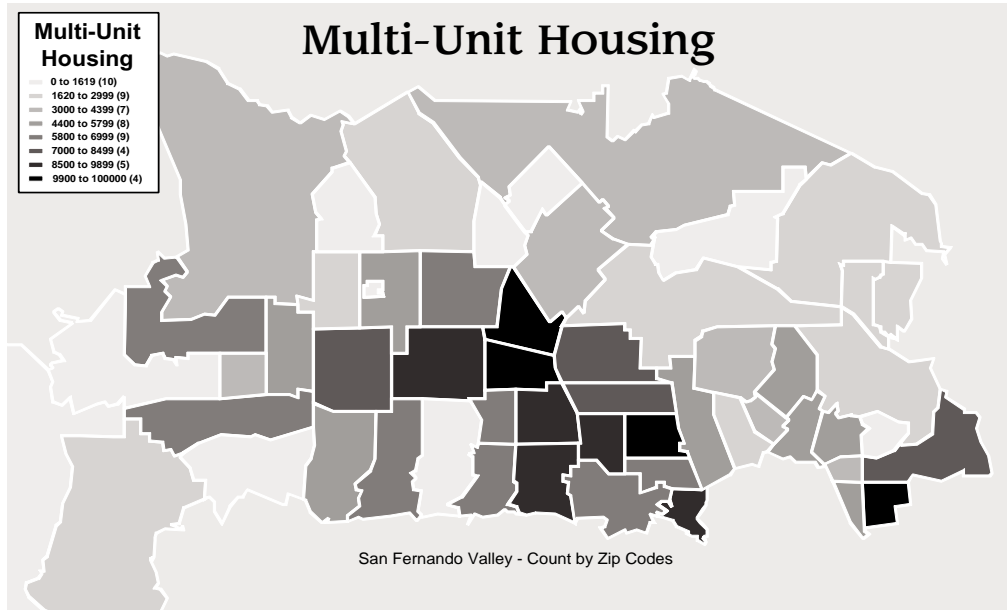 Multi-Unit Housing
Multi-Unit
Housing
0 to 1619 (10)
1620 to 2999 (9)
3000 to 4399 (7)
4400 to 5799 (8)
5800 to 6999 (9)
7000 to 8499 (4)
8500 to 9899 (5)
9900 to 100000 (4)
San Fernando Valley - Count by Zip Codes